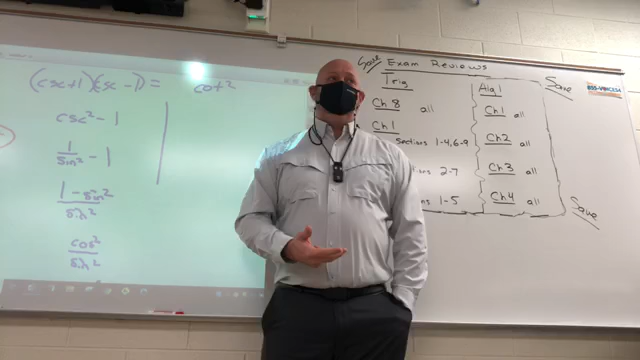 (csc+1)(csc-1) =
cot²
csc² - 1
1/sin² - 1
1 - sin²/sin²
cos²/sin²
Save
Exam Reviews
Save
Trig
Ch 8 all
Ch 1
Sections 1-4, 6-9
2-7
1-5
Alg 1
Ch 1 all
Ch 2 all
Ch 3 all
Ch 4 all
Save